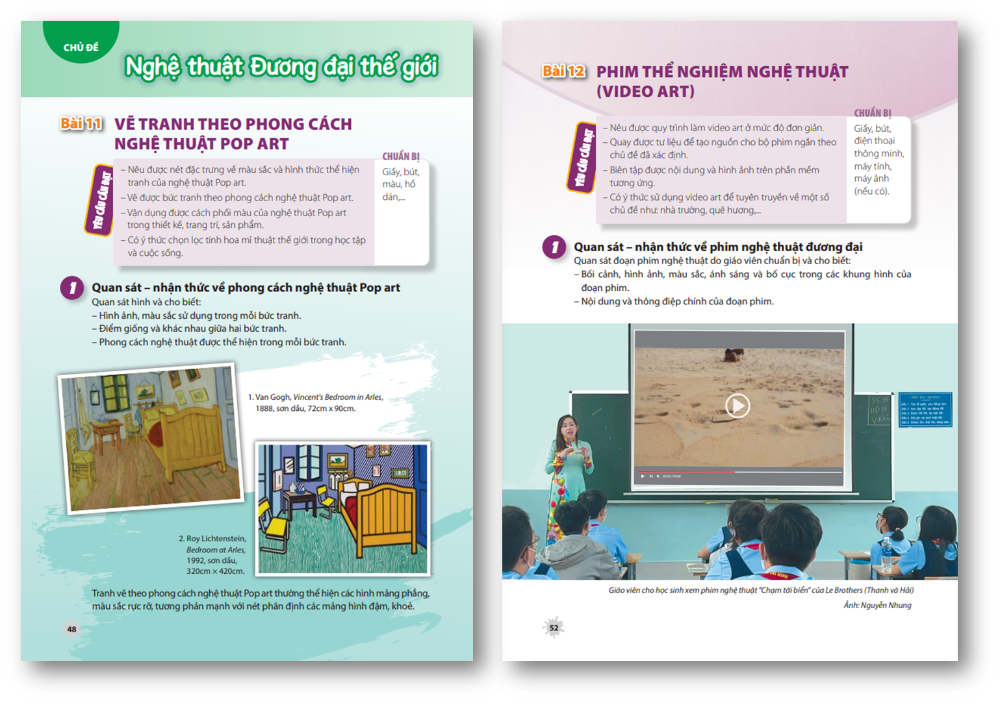 CHỦ ĐỀ
Nghệ thuật Đương đại thế giới
Bài 11
VẼ TRANH THEO PHONG CÁCH
NGHỆ THUẬT POP ART
YÊU CẦU CẦN ĐẠT
– Nêu được nét đặc trưng về màu sắc và hình thức thể hiện
tranh của nghệ thuật Pop art.
– Vẽ được bức tranh theo phong cách nghệ thuật Pop art.
– Vận dụng được cách phối màu của nghệ thuật Pop art
trong thiết kế, trang trí, sản phẩm.
– Có ý thức chọn lọc tinh hoa mĩ thuật thế giới trong học tập
và cuộc sống.
CHUẨN BỊ
Giấy, bút,
màu, hồ
dán,...
1 Quan sát – nhận thức về phong cách nghệ thuật Pop art
Quan sát hình và cho biết:
– Hình ảnh, màu sắc sử dụng trong mỗi bức tranh.
– Điểm giống và khác nhau giữa hai bức tranh.
– Phong cách nghệ thuật được thể hiện trong mỗi bức tranh.
1. Van Gogh, Vincent's Bedroom in Arles,
1888, sơn dầu, 72cm x 90cm.
2. Roy Lichtenstein,
Bedroom at Arles,
1992, sơn dầu,
320cm × 420cm.
Tranh vẽ theo phong cách nghệ thuật Pop art thường thể hiện các hình mảng phẳng,
màu sắc rực rỡ, tương phản mạnh với nét phân định các mảng hình đậm, khoẻ.
48
Bài 12
PHIM THỂ NGHIỆM NGHỆ THUẬT
(VIDEO ART)
YÊU CẦU CẦN ĐẠT
– Nêu được quy trình làm video art ở mức độ đơn giản.
– Quay được tư liệu để tạo nguồn cho bộ phim ngắn theo
chủ đề đã xác định.
– Biên tập được nội dung và hình ảnh trên phần mềm
tương ứng.
– Có ý thức sử dụng video art để tuyên truyền về một số
chủ đề như: nhà trường, quê hương,...
CHUẨN BỊ
Giấy, bút,
điện thoại
thông minh,
máy tính,
máy ảnh
(nếu có).
1 Quan sát – nhận thức về phim nghệ thuật đương đại
Quan sát đoạn phim nghệ thuật do giáo viên chuẩn bị và cho biết:
– Bối cảnh, hình ảnh, màu sắc, ánh sáng và bố cục trong các khung hình của
đoạn phim.
– Nội dung và thông điệp chính của đoạn phim.
SS 35
HD 34
Giáo viên cho học sinh xem phim nghệ thuật "Chạm tới biển" của Le Brothers (Thanh và Hải)
Ảnh: Nguyễn Nhung
52